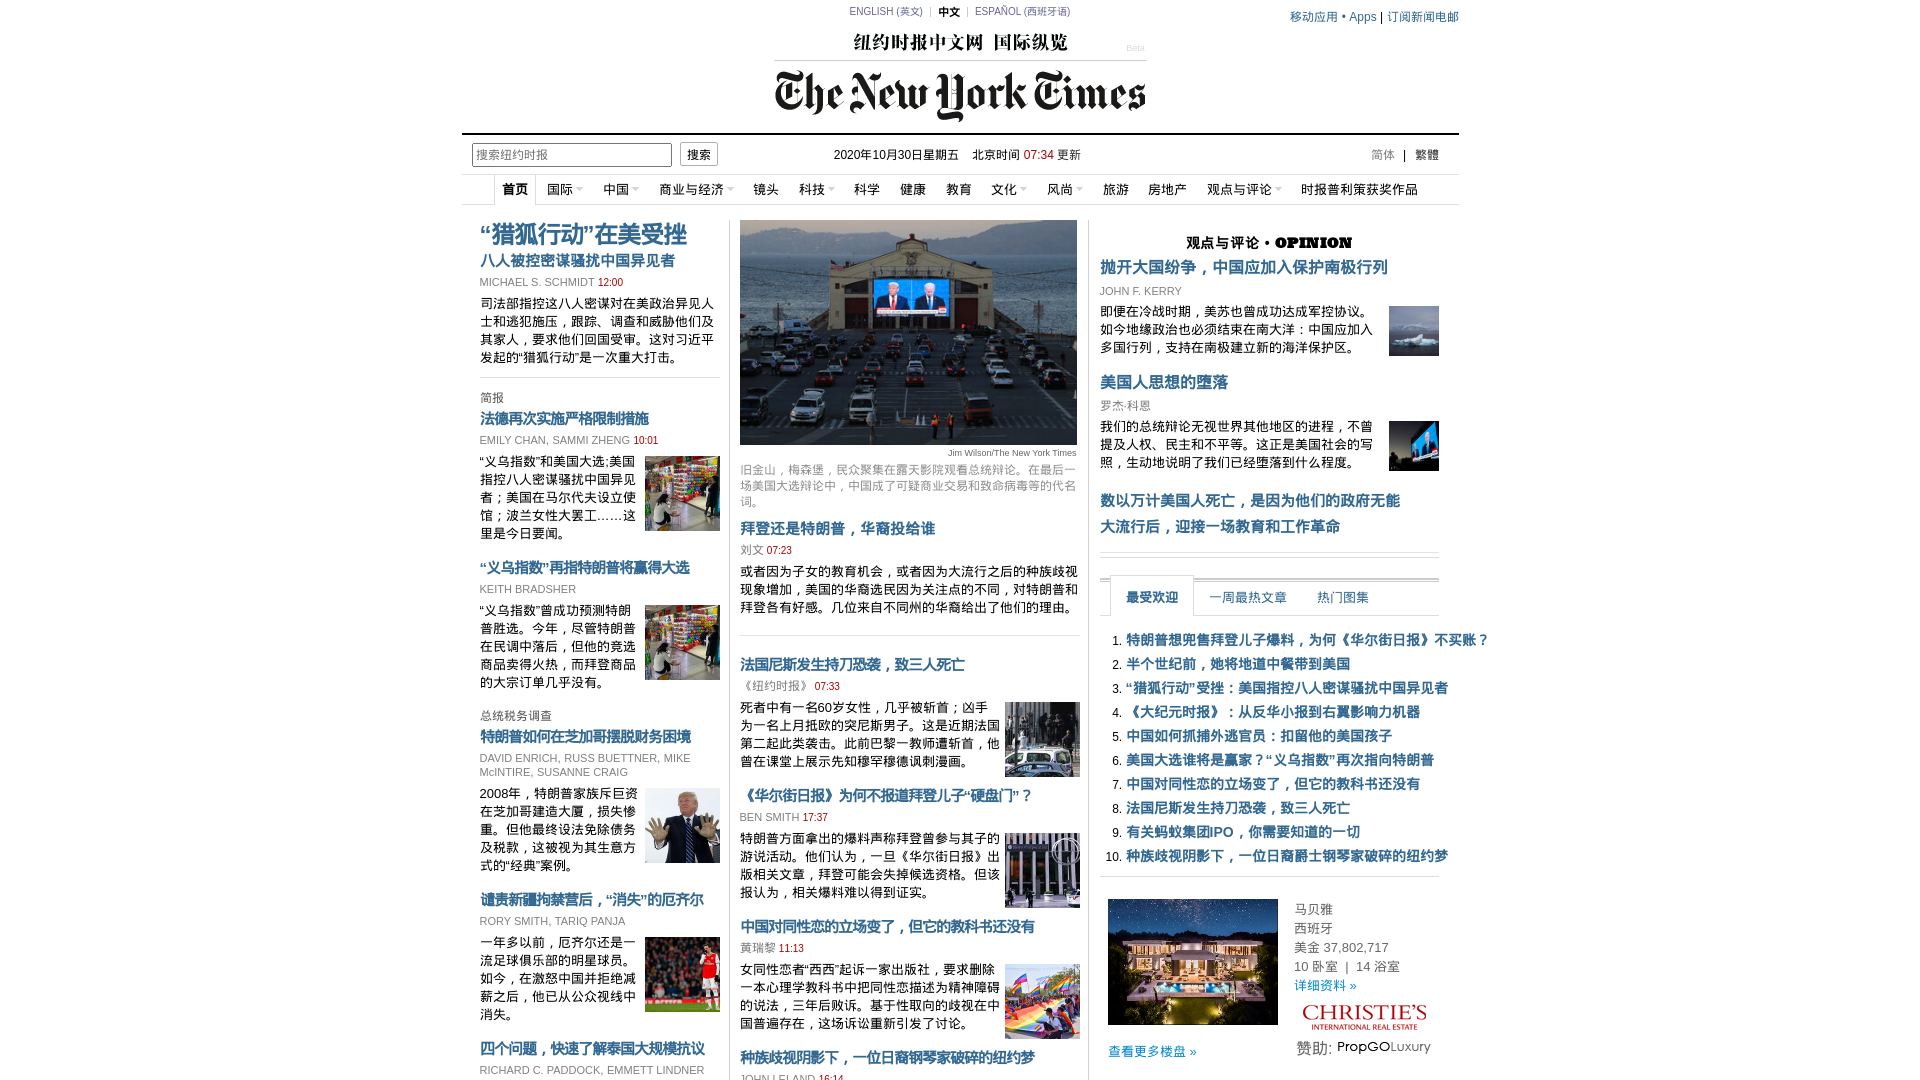 ENGLISH (英文) 中文 ESPAÑOL (西班牙语)
移动应用 • Apps | 订阅新闻电邮
纽约时报中文网 国际纵览
Beta
The New York Times
搜索纽约时报 搜索
2020年10月30日星期五 北京时间 07:34 更新
简体 | 繁體
首页 国际 中国 商业与经济 镜头 科技 科学 健康 教育 文化 风尚 旅游 房地产 观点与评论 时报普利策获奖作品
“猎狐行动”在美受挫
八人被控密谋骚扰中国异见者
MICHAEL S. SCHMIDT 12:00
司法部指控这八人密谋对在美政治异见人
士和逃犯施压，跟踪、调查和威胁他们及
其家人，要求他们回国受审。这对习近平
发起的“猎狐行动”是一次重大打击。
简报
法德再次实施严格限制措施
EMILY CHAN, SAMMI ZHENG 10:01
“义乌指数”和美国大选;美国
指控八人密谋骚扰中国异见
者；美国在马尔代夫设立使
馆；波兰女性大罢工……这
里是今日要闻。
“义乌指数”再指特朗普将赢得大选
KEITH BRADSHER
“义乌指数”曾成功预测特朗
普胜选。今年，尽管特朗普
在民调中落后，但他的竞选
商品卖得火热，而拜登商品
的大宗订单几乎没有。
总统税务调查
特朗普如何在芝加哥摆脱财务困境
DAVID ENRICH, RUSS BUETTNER, MIKE
McINTIRE, SUSANNE CRAIG
2008年，特朗普家族斥巨资
在芝加哥建造大厦，损失惨
重。但他最终设法免除债务
及税款，这被视为其生意方
式的“经典”案例。
谴责新疆拘禁营后，“消失”的厄齐尔
RORY SMITH, TARIQ PANJA
一年多以前，厄齐尔还是一
流足球俱乐部的明星球员。
如今，在激怒中国并拒绝减
薪之后，他已从公众视线中
消失。
四个问题，快速了解泰国大规模抗议
RICHARD C. PADDOCK, EMMETT LINDNER
Jim Wilson/The New York Times
旧金山，梅森堡，民众聚集在露天影院观看总统辩论。在最后一
场美国大选辩论中，中国成了可疑商业交易和致命病毒等的代名
词。
拜登还是特朗普，华裔投给谁
刘文 07:23
或者因为子女的教育机会，或者因为大流行之后的种族歧视
现象增加，美国的华裔选民因为关注点的不同，对特朗普和
拜登各有好感。几位来自不同州的华裔给出了他们的理由。
法国尼斯发生持刀恐袭，致三人死亡
《纽约时报》 07:33
死者中有一名60岁女性，几乎被斩首；凶手
为一名上月抵欧的突尼斯男子。这是近期法国
第二起此类袭击。此前巴黎一教师遭斩首，他
曾在课堂上展示先知穆罕穆德讽刺漫画。
《华尔街日报》为何不报道拜登儿子“硬盘门”？
BEN SMITH 17:37
特朗普方面拿出的爆料声称拜登曾参与其子的
游说活动。他们认为，一旦《华尔街日报》出
版相关文章，拜登可能会失掉候选资格。但该
报认为，相关爆料难以得到证实。
中国对同性恋的立场变了，但它的教科书还没有
黄瑞黎 11:13
女同性恋者“西西”起诉一家出版社，要求删除
一本心理学教科书中把同性恋描述为精神障碍
的说法，三年后败诉。基于性取向的歧视在中
国普遍存在，这场诉讼重新引发了讨论。
种族歧视阴影下，一位日裔钢琴家破碎的纽约梦
JOHN LELAND 16:14
观点与评论 • OPINION
抛开大国纷争，中国应加入保护南极行列
JOHN F. KERRY
即便在冷战时期，美苏也曾成功达成军控协议。
如今地缘政治也必须结束在南大洋：中国应加入
多国行列，支持在南极建立新的海洋保护区。
美国人思想的堕落
罗杰·科恩
我们的总统辩论无视世界其他地区的进程，不曾
提及人权、民主和不平等。这正是美国社会的写
照，生动地说明了我们已经堕落到什么程度。
数以万计美国人死亡，是因为他们的政府无能
大流行后，迎接一场教育和工作革命
最受欢迎 一周最热文章 热门图集
1. 特朗普想兜售拜登儿子爆料，为何《华尔街日报》不买账？
2. 半个世纪前，她将地道中餐带到美国
3. “猎狐行动”受挫：美国指控八人密谋骚扰中国异见者
4. 《大纪元时报》：从反华小报到右翼影响力机器
5. 中国如何抓捕外逃官员：扣留他的美国孩子
6. 美国大选谁将是赢家？“义乌指数”再次指向特朗普
7. 中国对同性恋的立场变了，但它的教科书还没有
8. 法国尼斯发生持刀恐袭，致三人死亡
9. 有关蚂蚁集团IPO，你需要知道的一切
10. 种族歧视阴影下，一位日裔爵士钢琴家破碎的纽约梦
马贝雅
西班牙
美金 37,802,717
10 卧室 | 14 浴室
详细资料 »
CHRISTIE'S
INTERNATIONAL REAL ESTATE
查看更多楼盘 »
赞助: PropGOLuxury